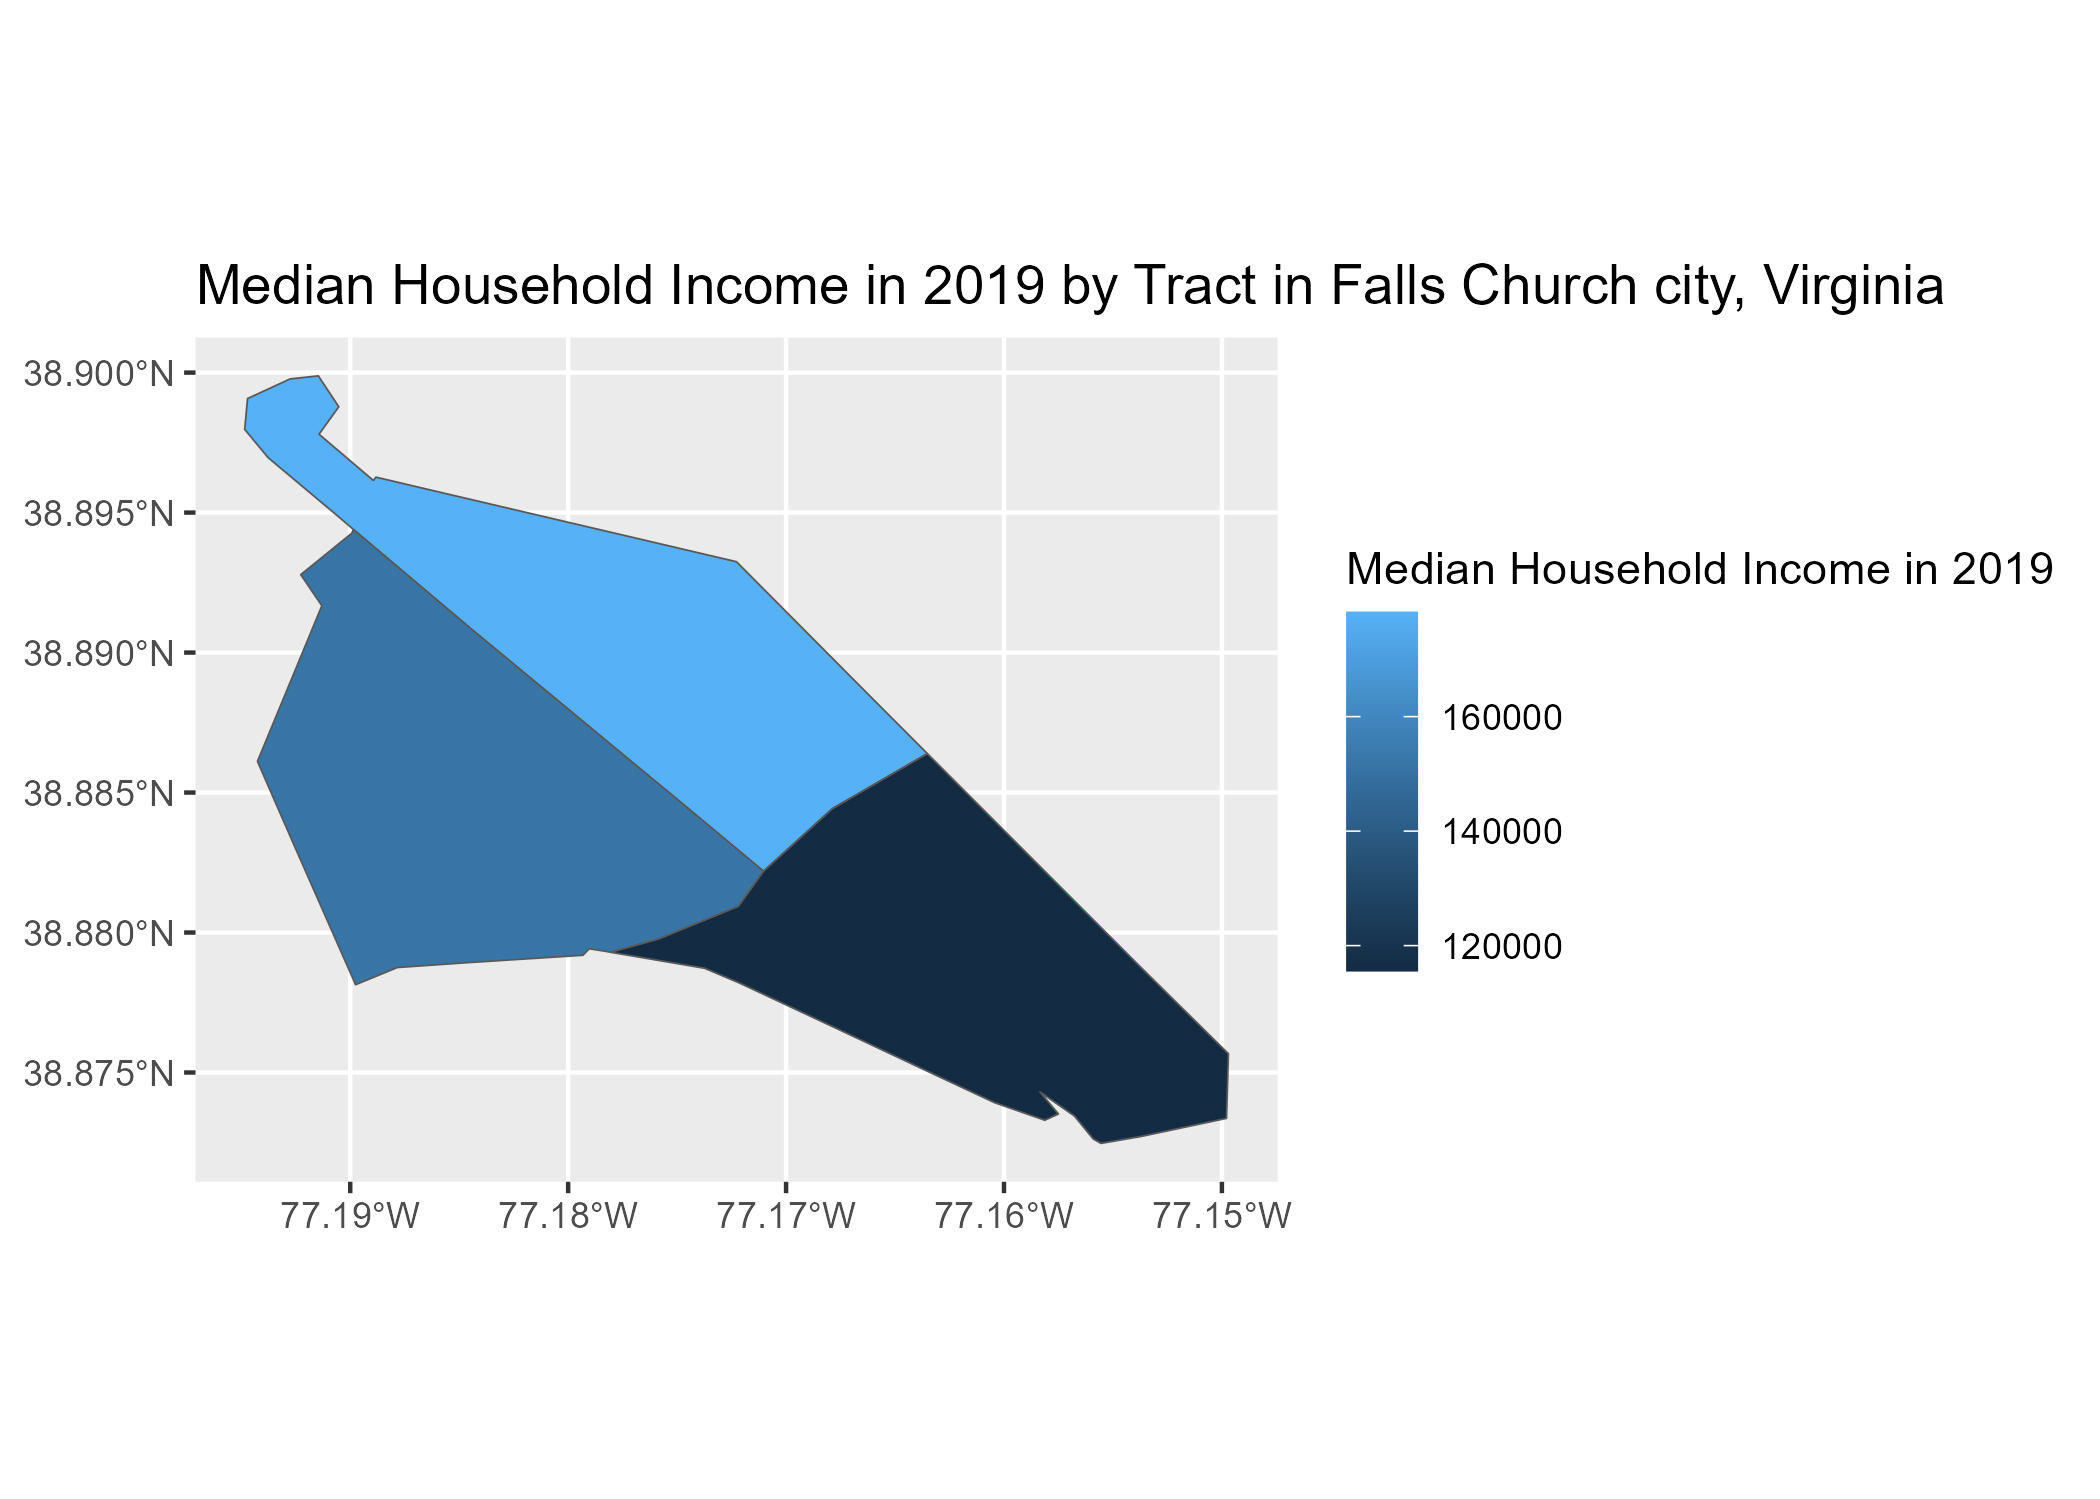 Median Household Income in 2019 by Tract in Falls Church city, Virginia
38.900°N
38.895°N
38.890°N
38.885°N
38.880°N
38.875°N
77.19°W 77.18°W 77.17°W 77.16°W 77.15°W
Median Household Income in 2019
160000
140000
120000